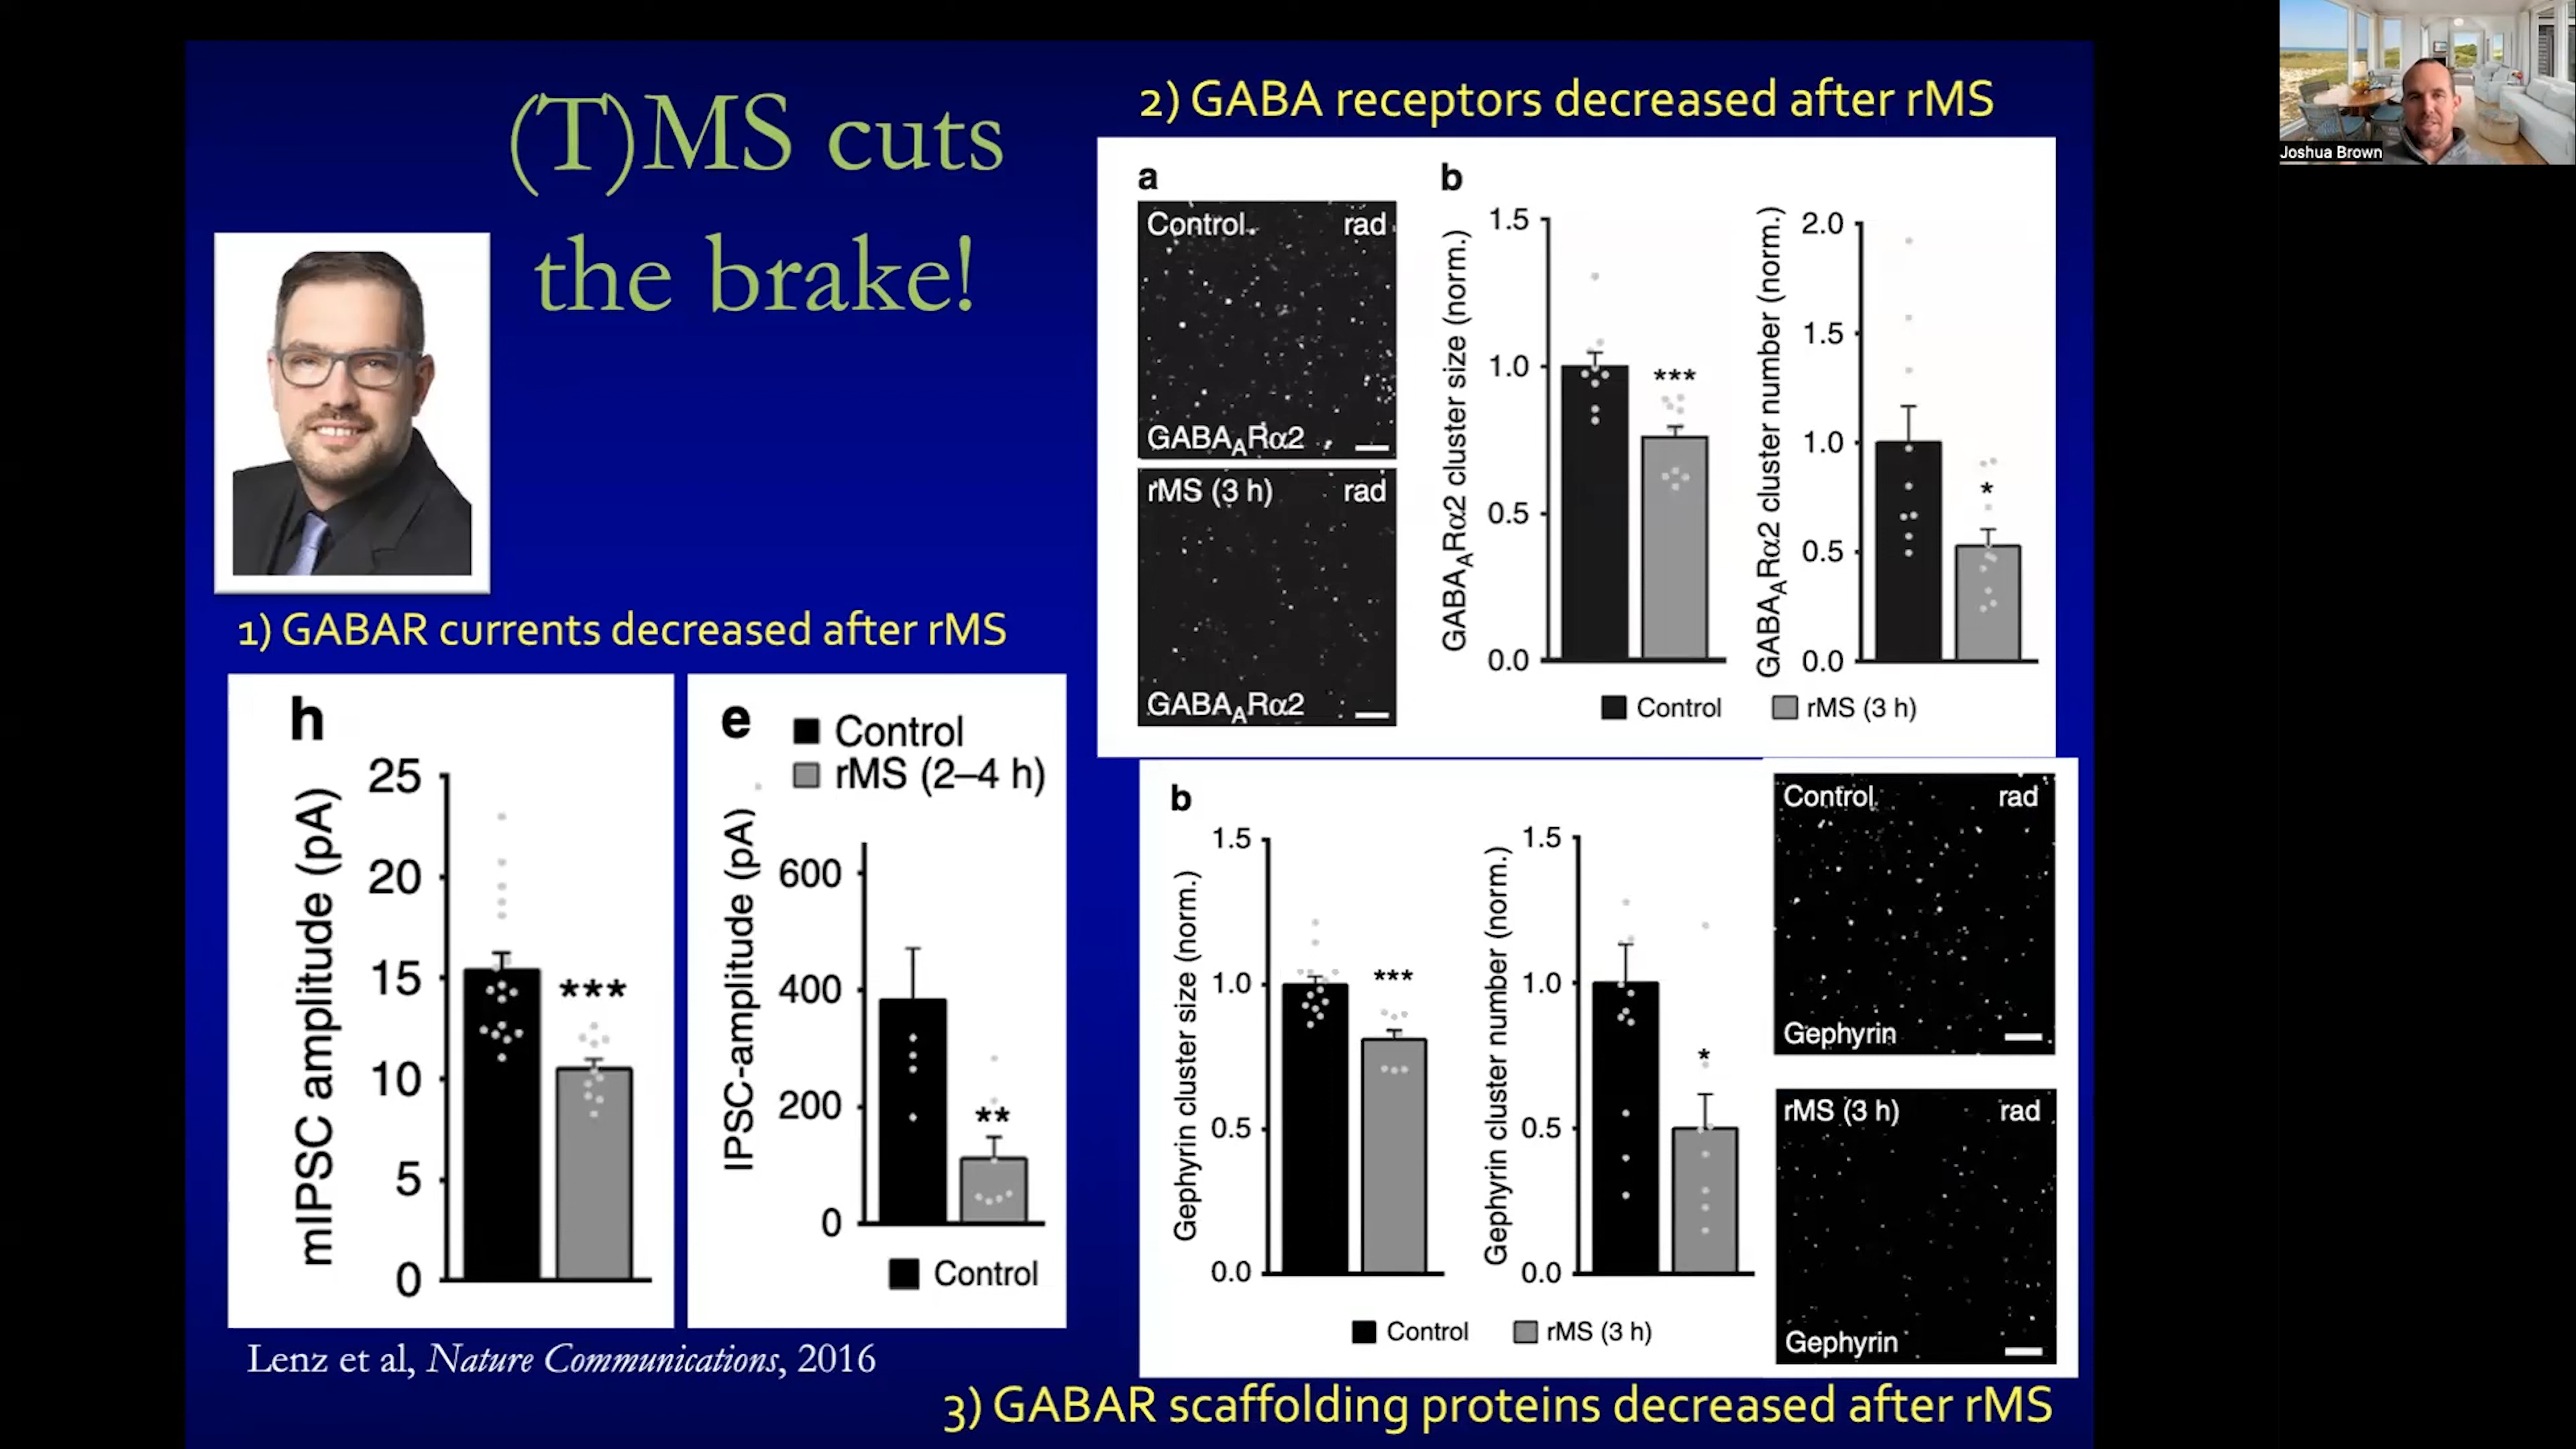 (T)MS cuts
the brake!
1) GABAR currents decreased after rMS
h
mIPSC amplitude (pA)
25
20
15
10
5
0
***
e
Control
rMS (2–4 h)
IPSC-amplitude (pA)
600
400
200
0
**
Control
Lenz et al, Nature Communications, 2016
2) GABA receptors decreased after rMS
a
Control
rad
GABAARα2
rMS (3 h)
rad
GABAARα2
b
GABAARα2 cluster size (norm.)
1.5
1.0
0.5
0.0
***
GABAARα2 cluster number (norm.)
2.0
1.5
1.0
0.5
0.0
*
Control
rMS (3 h)
b
Gephyrin cluster size (norm.)
1.5
1.0
0.5
0.0
***
Gephyrin cluster number (norm.)
1.5
1.0
0.5
0.0
*
Control
rMS (3 h)
Control
rad
Gephyrin
rMS (3 h)
rad
Gephyrin
3) GABAR scaffolding proteins decreased after rMS
Joshua Brown